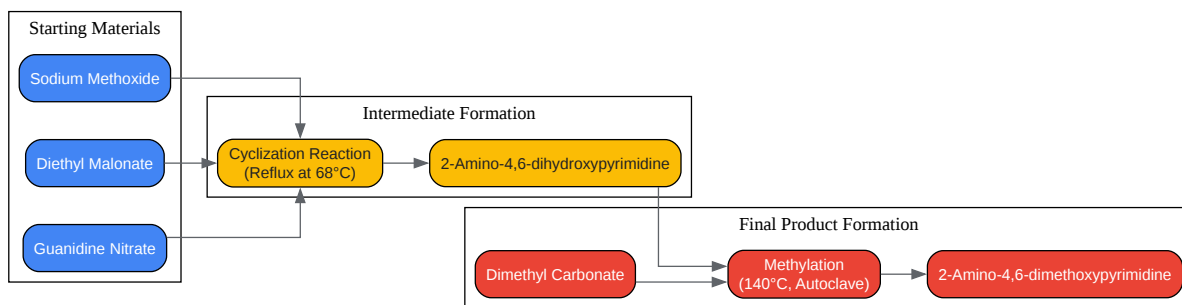 Starting Materials
Sodium Methoxide
Diethyl Malonate
Guanidine Nitrate
Intermediate Formation
Cyclization Reaction
(Reflux at 68°C)
2-Amino-4,6-dihydroxypyrimidine
Final Product Formation
Dimethyl Carbonate
Methylation
(140°C, Autoclave)
2-Amino-4,6-dimethoxypyrimidine